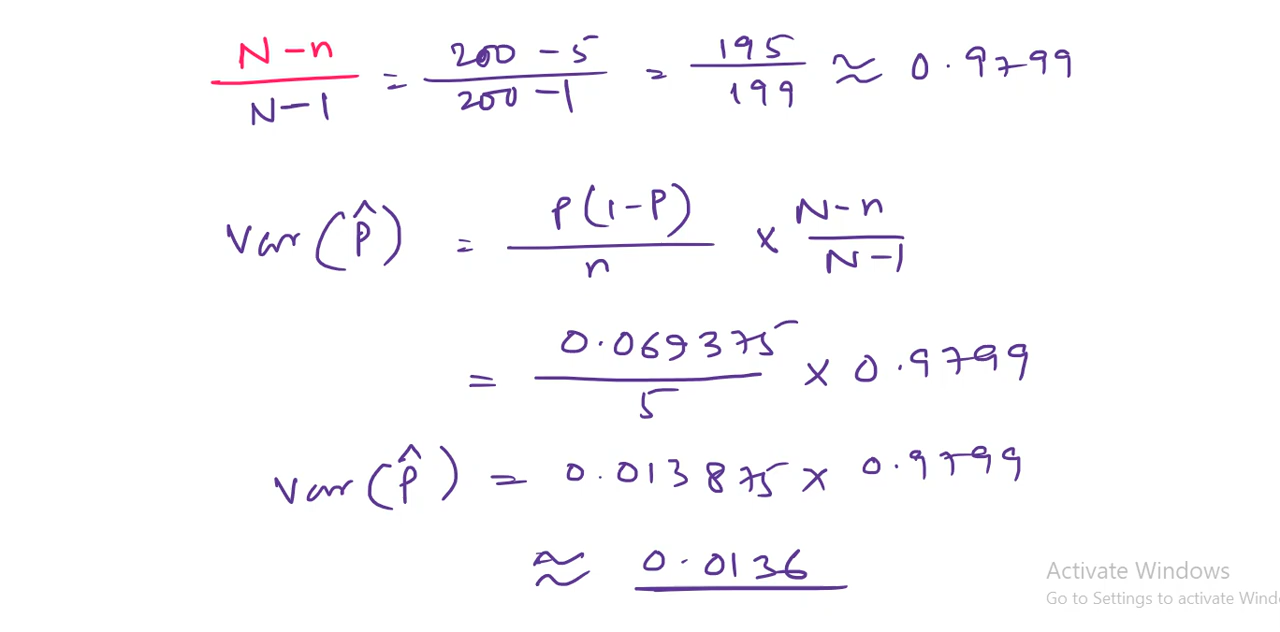 (N-n)/(N-1) = (200-5)/(200-1) = 195/199 ≈ 0.9799
Var(p̂) = p(1-p)/n × (N-n)/(N-1)
= 0.069375/5 × 0.9799
Var(p̂) = 0.013875 × 0.9799
≈ 0.0136
Activate Windows
Go to Settings to activate Wind